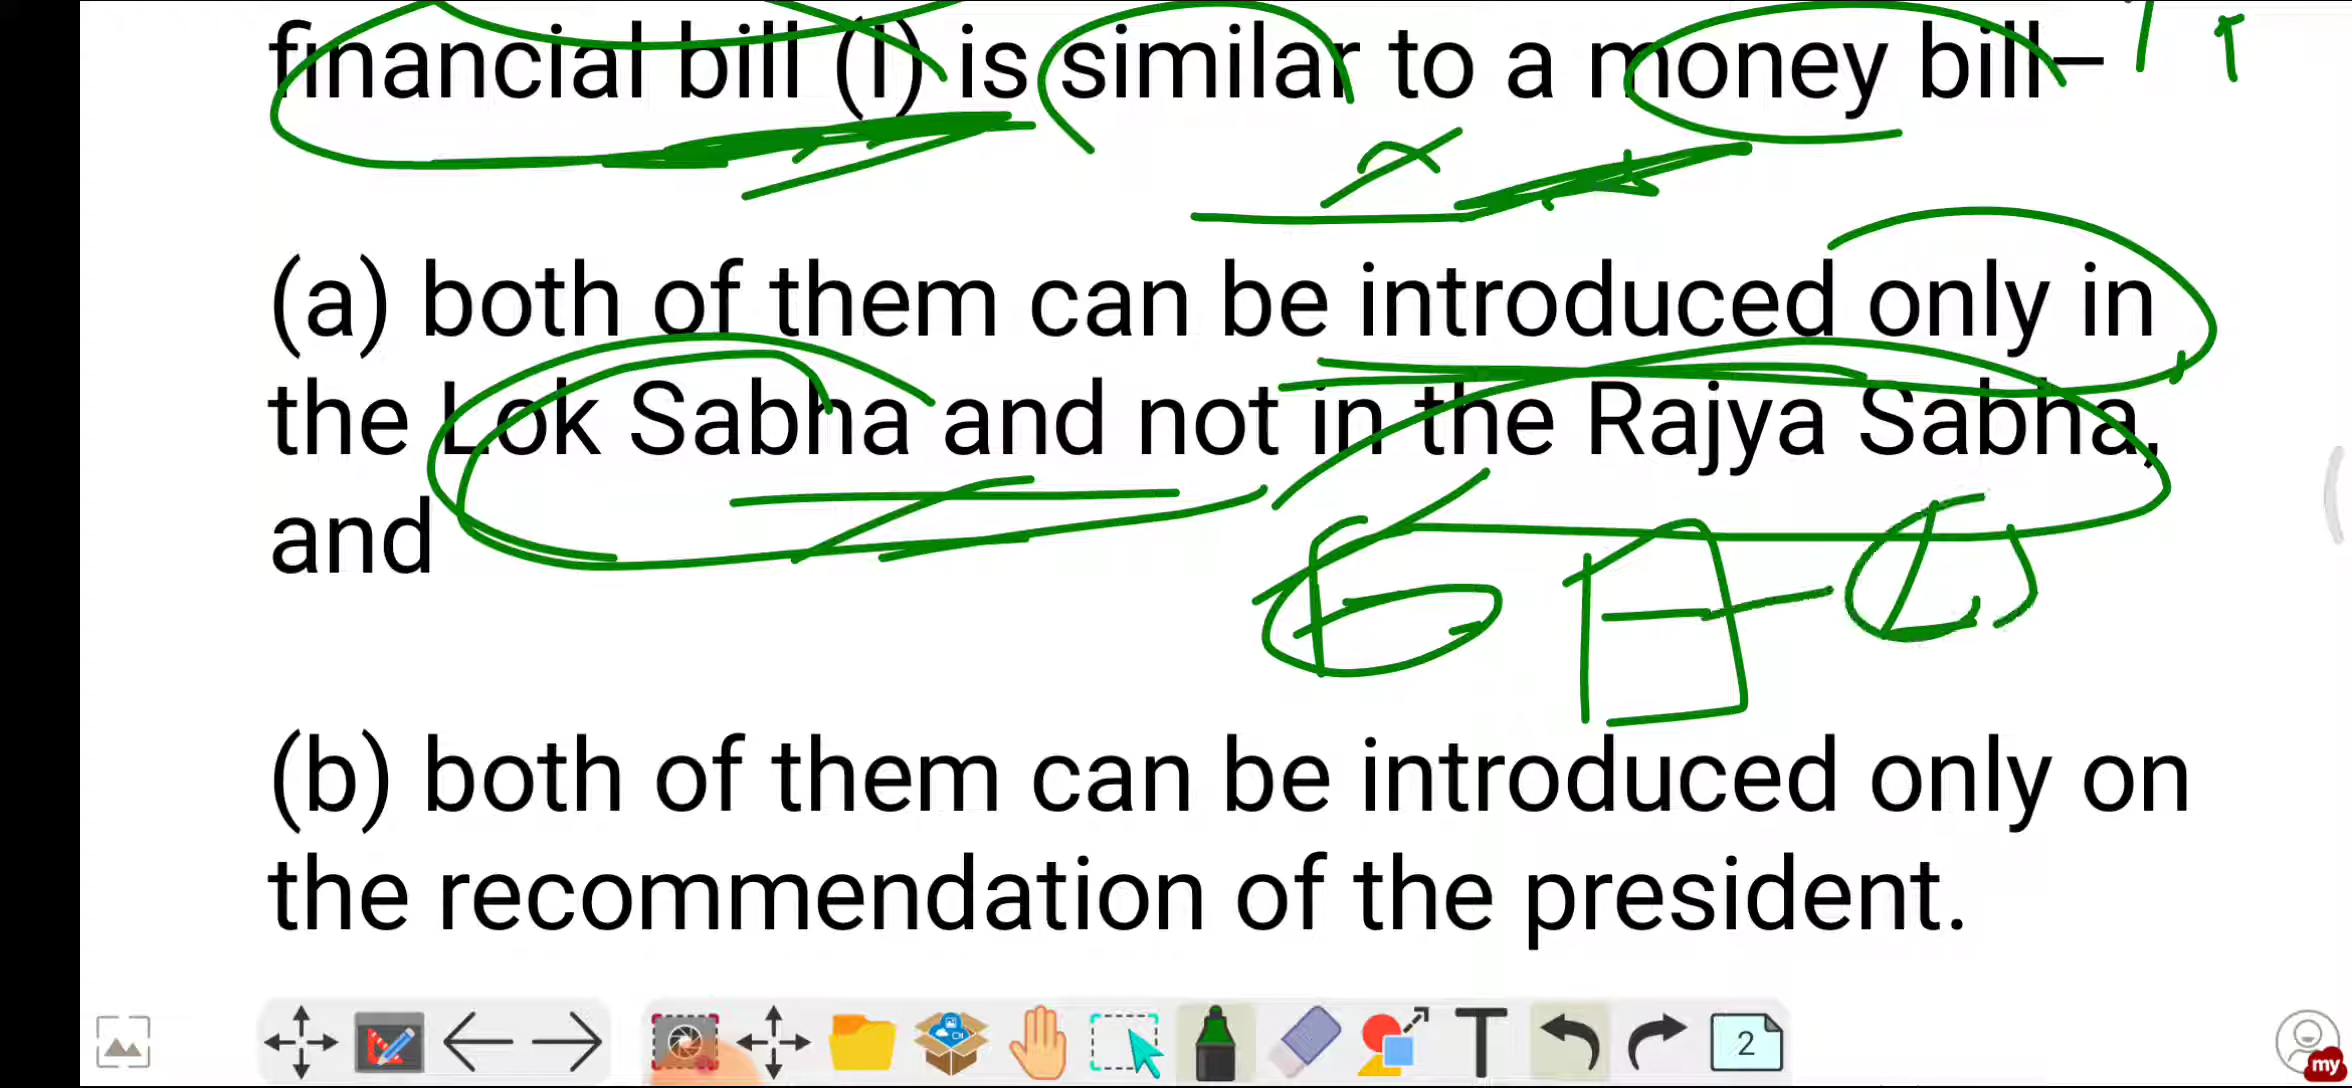 financial bill (I) is similar to a money bill–
(a) both of them can be introduced only in
the Lok Sabha and not in the Rajya Sabha,
and
(b) both of them can be introduced only on
the recommendation of the president.
T
2
my